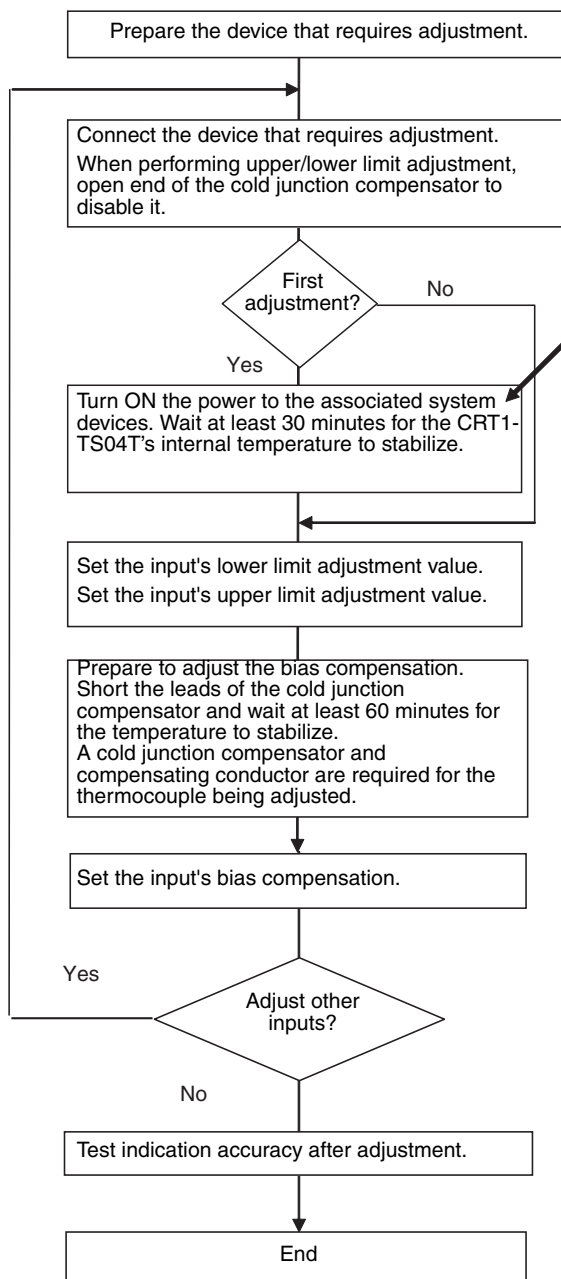 Prepare the device that requires adjustment.
Connect the device that requires adjustment.
When performing upper/lower limit adjustment,
open end of the cold junction compensator to
disable it.
First
adjustment?
No
Yes
Turn ON the power to the associated system
devices. Wait at least 30 minutes for the CRT1-
TS04T's internal temperature to stabilize.
Set the input's lower limit adjustment value.
Set the input's upper limit adjustment value.
Prepare to adjust the bias compensation.
Short the leads of the cold junction
compensator and wait at least 60 minutes for
the temperature to stabilize.
A cold junction compensator and
compensating conductor are required for the
thermocouple being adjusted.
Set the input's bias compensation.
Yes
Adjust other
inputs?
No
Test indication accuracy after adjustment.
End